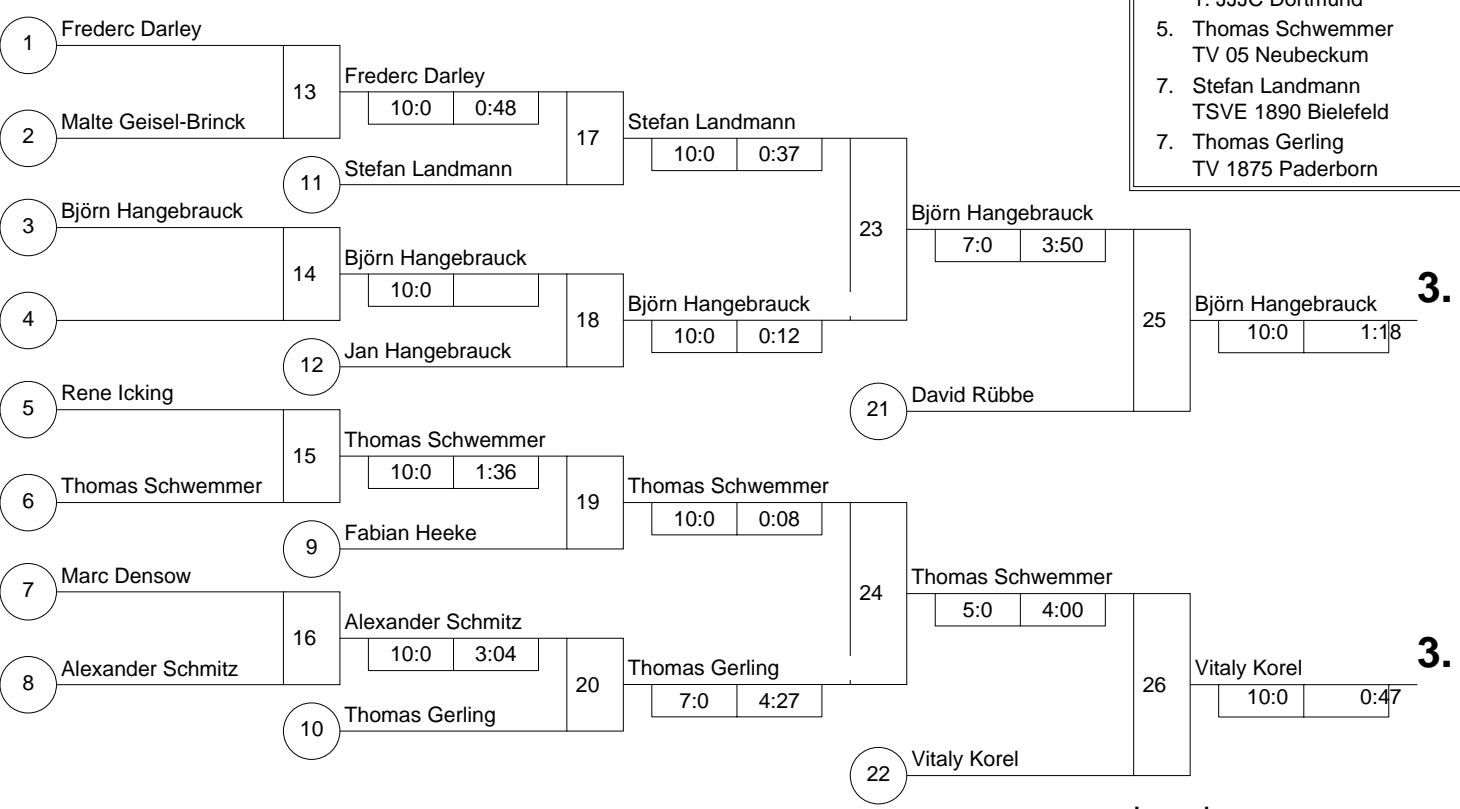 1. JJJC Dortmund
5. Thomas Schwemmer
TV 05 Neubeckum
7. Stefan Landmann
TSVE 1890 Bielefeld
7. Thomas Gerling
TV 1875 Paderborn
1 Frederc Darley
13 Frederc Darley
10:0 0:48
2 Malte Geisel-Brinck
17 Stefan Landmann
10:0 0:37
11 Stefan Landmann
3 Björn Hangebrauck
23 Björn Hangebrauck
7:0 3:50
14 Björn Hangebrauck
10:0
4
18 Björn Hangebrauck
10:0 0:12
25 Björn Hangebrauck 3.
10:0 1:18
12 Jan Hangebrauck
5 Rene Icking
21 David Rübbe
15 Thomas Schwemmer
10:0 1:36
6 Thomas Schwemmer
19 Thomas Schwemmer
10:0 0:08
9 Fabian Heeke
7 Marc Densow
24 Thomas Schwemmer
5:0 4:00
16 Alexander Schmitz
10:0 3:04
8 Alexander Schmitz
20 Thomas Gerling
7:0 4:27
26 Vitaly Korel 3.
10:0 0:47
10 Thomas Gerling
22 Vitaly Korel